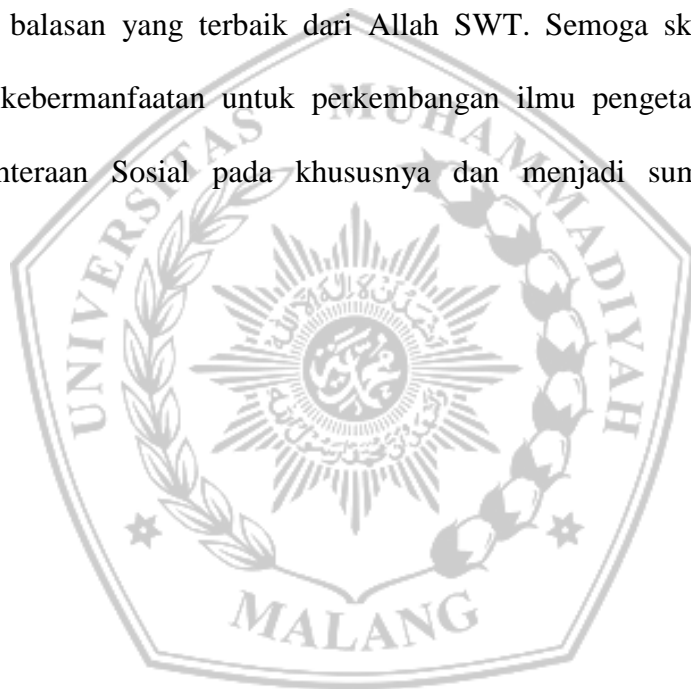 balasan yang terbaik dari Allah SWT. Semoga sk
kebermanfaatan untuk perkembangan ilmu pengeta
nteraan Sosial pada khususnya dan menjadi sum
UNIVERSITAS MUHAMMADIYAH
MALANG